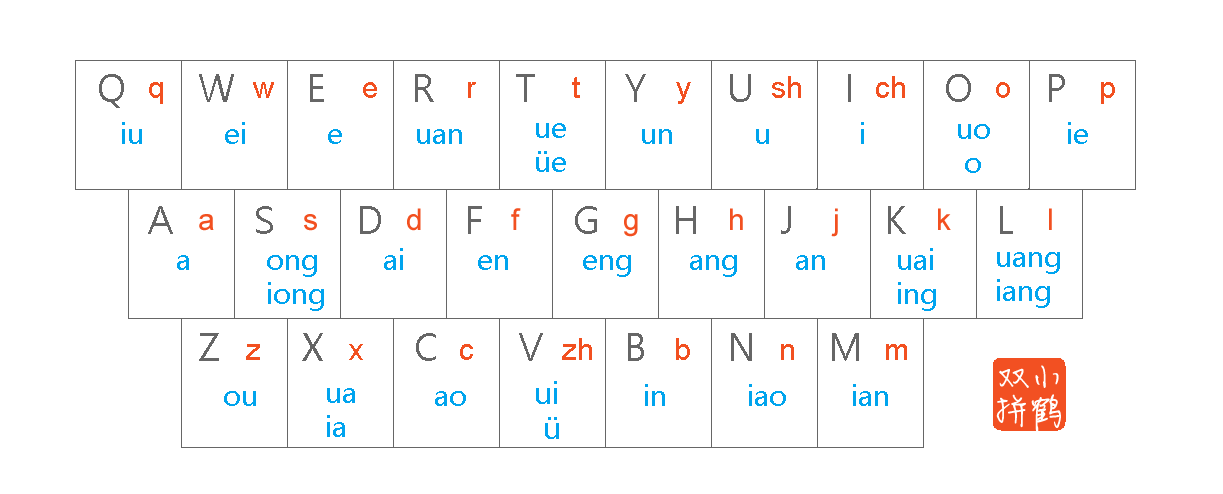 Q q W w E e R r T t Y y U sh I ch O o P p
iu ei e uan ue un u i uo ie
üe o
A a S s D d F f G g H h J j K k L l
a ong ai en eng ang an uai uang
iong ing iang
Z z X x C c V zh B b N n M m
ou ua ao ui in iao ian
ia ü
小鹤
双拼